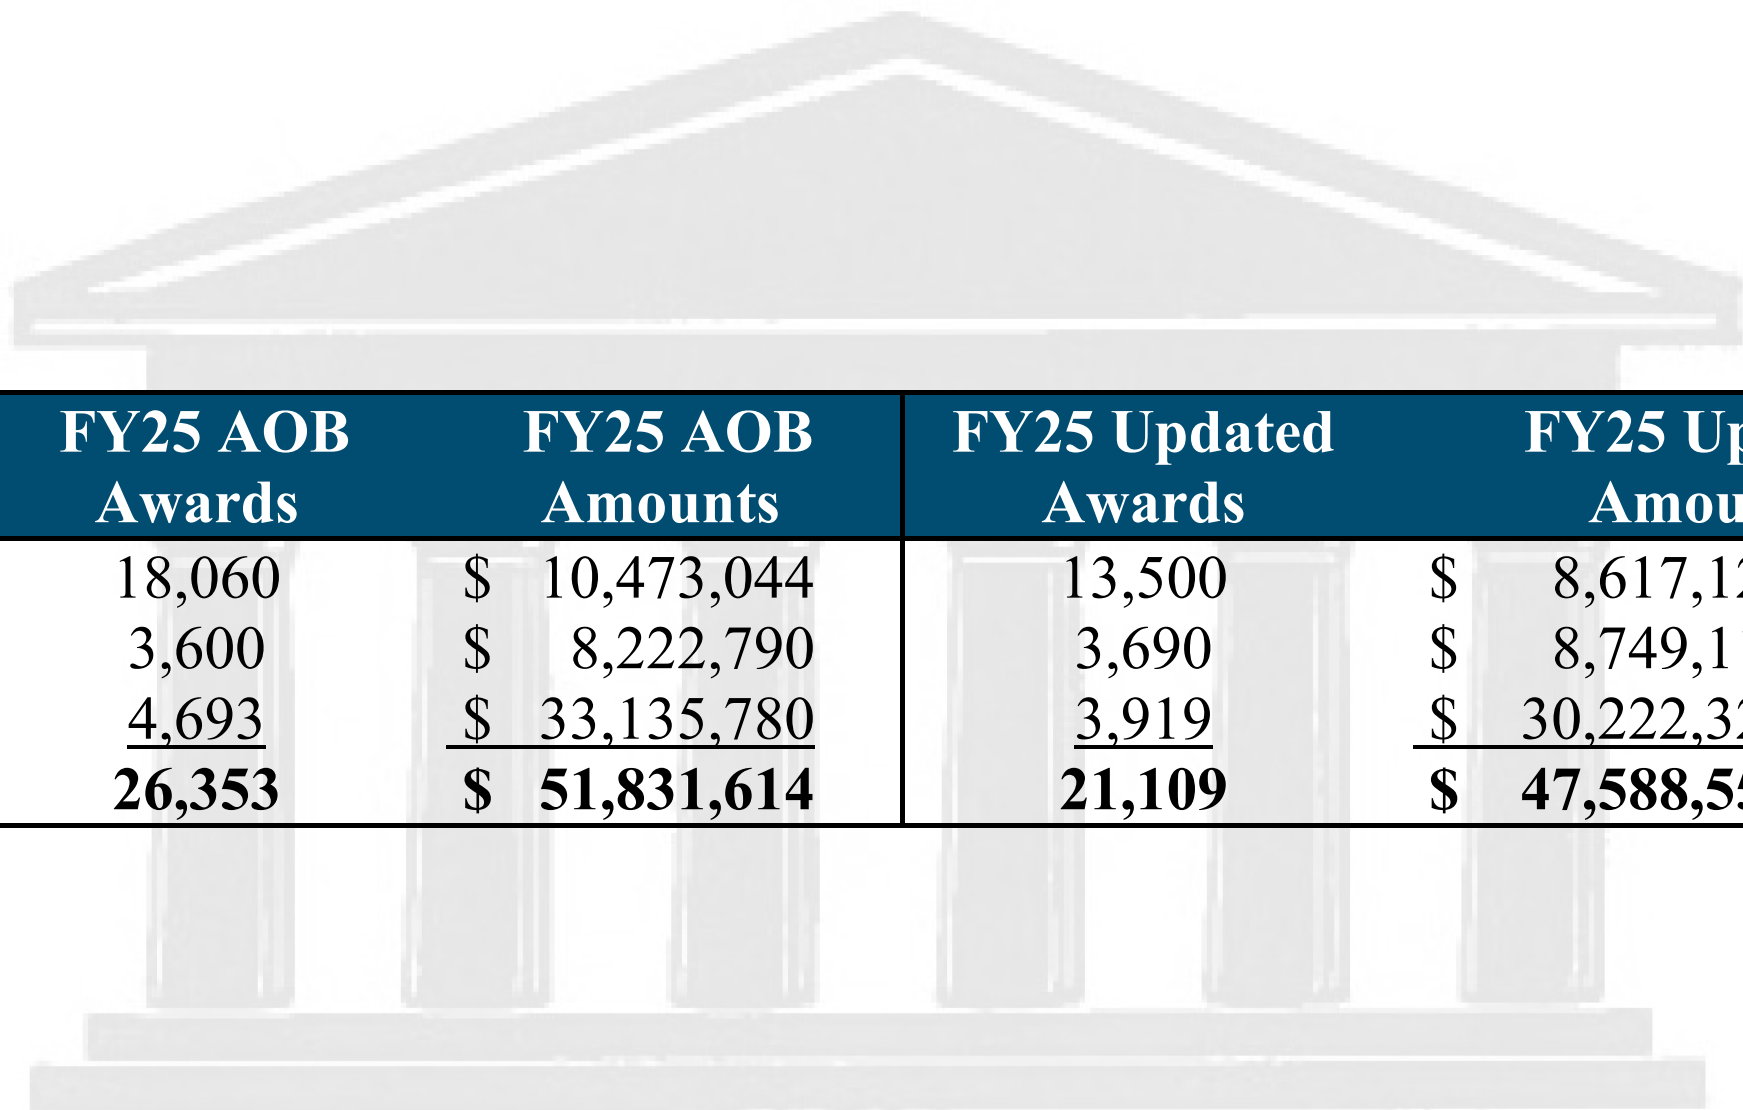 FY25 AOB FY25 AOB FY25 Updated FY25
Awards Amounts Awards
18,060 $ 10,473,044 13,500 $
3,600 $ 8,222,790 3,690 $
4,693 $ 33,135,780 3,919 $
26,353 $ 51,831,614 21,109 $